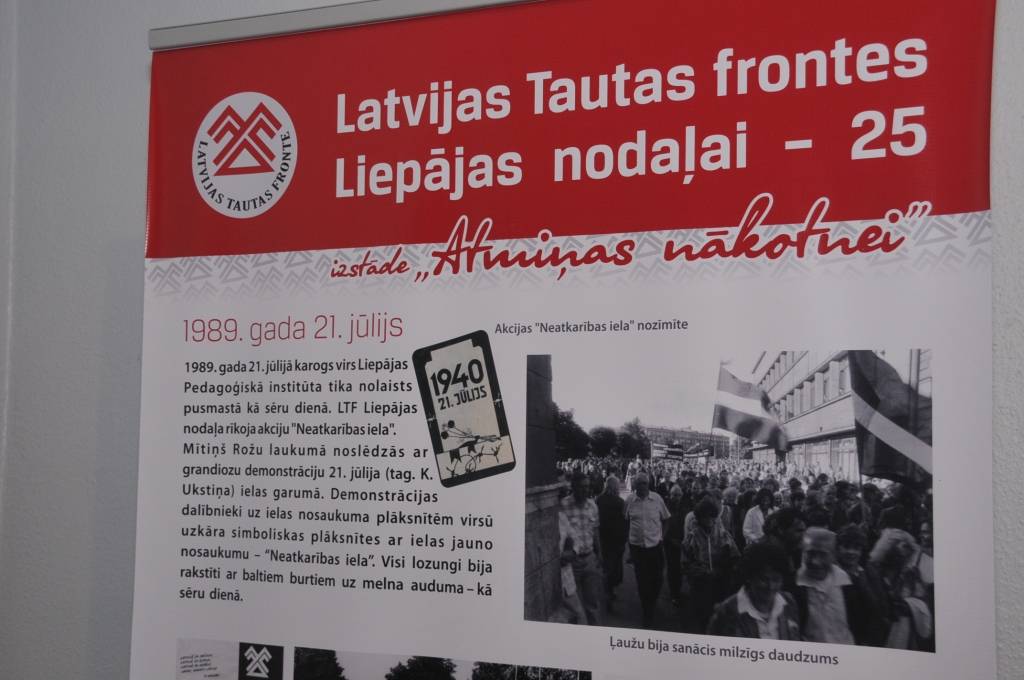 LATVIJAS TAUTAS FRONTE
Latvijas Tautas frontes
Liepājas nodaļai – 25
izstāde „Atmiņas nākotnei”
1989. gada 21. jūlijs
1989. gada 21. jūlijā karogs virs Liepājas
Pedagoģiskā institūta tika nolaists
pusmastā kā sēru dienā. LTF Liepājas
nodaļa rīkoja akciju "Neatkarības iela".
Mītiņš Rožu laukumā noslēdzās ar
grandiozu demonstrāciju 21. jūlija (tag. K.
Ukstiņa) ielas garumā. Demonstrācijas
dalībnieki uz ielas nosaukuma plāksnītēm virsū
uzkāra simboliskas plāksnītes ar ielas jauno
nosaukumu – “Neatkarības iela”. Visi lozungi bija
rakstīti ar baltiem burtiem uz melna auduma – kā
sēru dienā.
1940
21. JŪLIJS
Akcijas "Neatkarības iela" nozīmīte
Ļaužu bija sanācis milzīgs daudzums